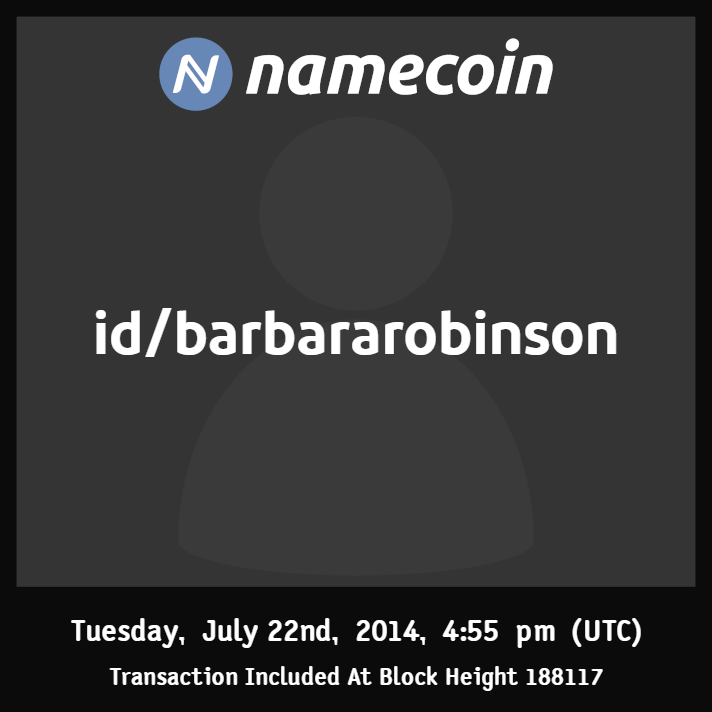 namecoin
id/barbararobinson
Tuesday, July 22nd, 2014, 4:55 pm (UTC)
Transaction Included At Block Height 188117